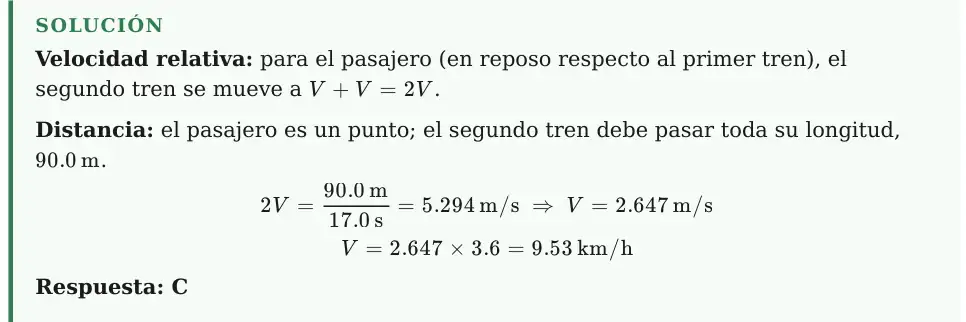 SOLUCIÓN
Velocidad relativa: para el pasajero (en reposo respecto al primer tren), el
segundo tren se mueve a V + V = 2V.
Distancia: el pasajero es un punto; el segundo tren debe pasar toda su longitud,
90.0 m.
2V = 90.0 m / 17.0 s = 5.294 m/s ⇒ V = 2.647 m/s
V = 2.647 × 3.6 = 9.53 km/h
Respuesta: C